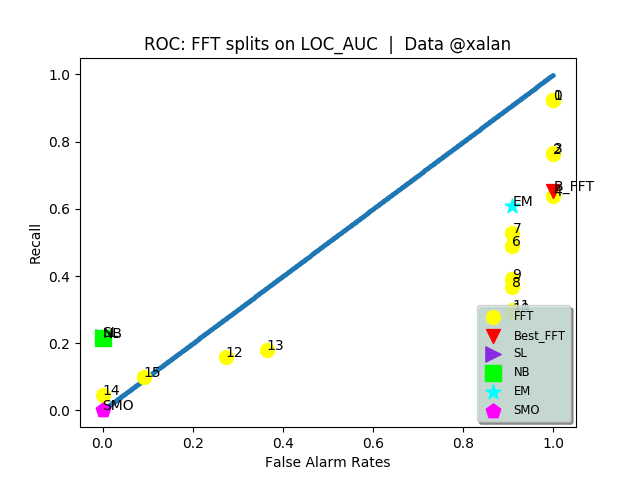 ROC: FFT splits on LOC_AUC | Data @xalan
Recall
1.0
0.8
0.6
0.4
0.2
0.0
0.0
0.2
0.4
0.6
0.8
1.0
False Alarm Rates
0
1
2
3
B_FFT
4
EM
7
6
9
8
11
SL
NB
12
13
15
14
SMO
FFT
Best_FFT
SL
NB
EM
SMO